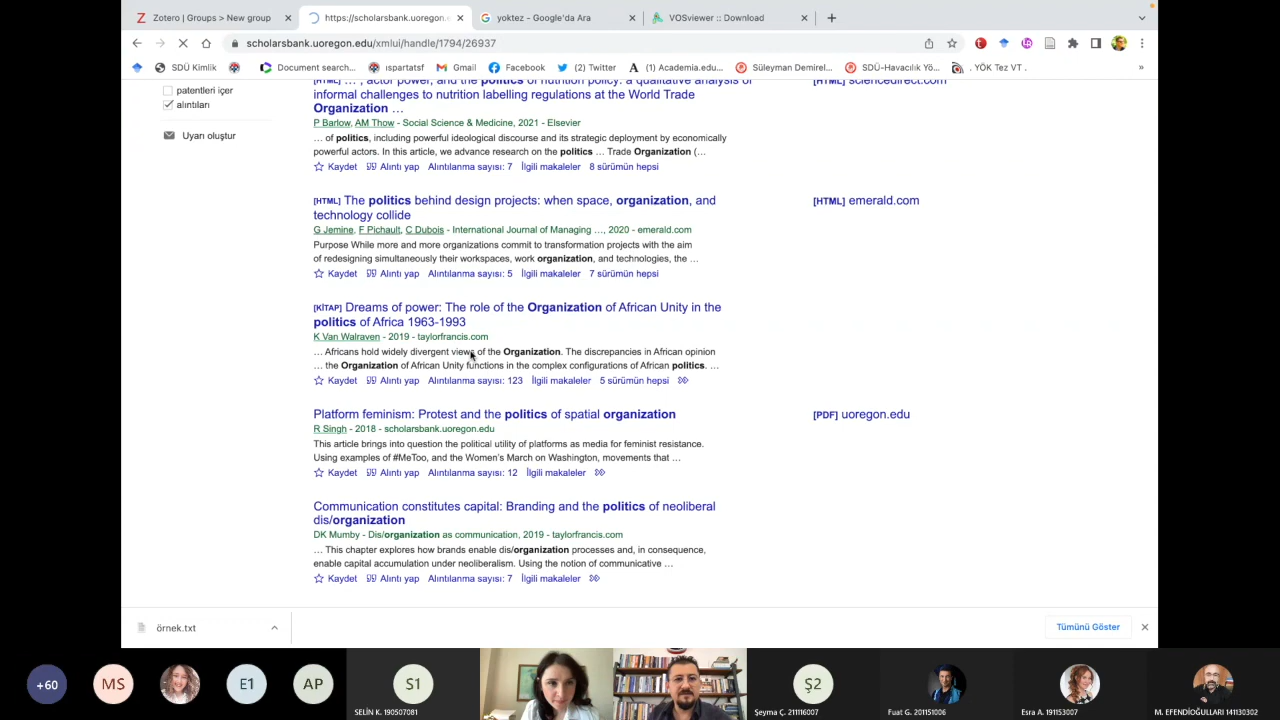 Zotero | Groups > New group
https://scholarsbank.uoregon.e
yoktez - Google'da Ara
VOSviewer :: Download
scholarsbank.uoregon.edu/xmlui/handle/1794/26937
SDÜ Kimlik
Document search...
ıspartatsf
Gmail
Facebook
(2) Twitter
(1) Academia.edu...
Süleyman Demirel...
SDÜ-Havacılık Yö...
. YÖK Tez VT .
»
patentleri içer
alıntıları
Uyarı oluştur
[HTML] … , actor power, and the politics of nutrition policy: a qualitative analysis of
informal challenges to nutrition labelling regulations at the World Trade
Organization …
P Barlow, AM Thow - Social Science & Medicine, 2021 - Elsevier
… of politics, including powerful ideological discourse and its strategic deployment by economically
powerful actors. In this article, we advance research on the politics … Trade Organization (…
Kaydet Alıntı yap Alıntılanma sayısı: 7 İlgili makaleler 8 sürümün hepsi
[HTML] sciencedirect.com
[HTML] The politics behind design projects: when space, organization, and
technology collide
G Jemine, F Pichault, C Dubois - International Journal of Managing …, 2020 - emerald.com
Purpose While more and more organizations commit to transformation projects with the aim
of redesigning simultaneously their workspaces, work organization, and technologies, the …
Kaydet Alıntı yap Alıntılanma sayısı: 5 İlgili makaleler 7 sürümün hepsi
[HTML] emerald.com
[KİTAP] Dreams of power: The role of the Organization of African Unity in the
politics of Africa 1963-1993
K Van Walraven - 2019 - taylorfrancis.com
… Africans hold widely divergent views of the Organization. The discrepancies in African opinion
… the Organization of African Unity functions in the complex configurations of African politics. …
Kaydet Alıntı yap Alıntılanma sayısı: 123 İlgili makaleler 5 sürümün hepsi
Platform feminism: Protest and the politics of spatial organization
R Singh - 2018 - scholarsbank.uoregon.edu
This article brings into question the political utility of platforms as media for feminist resistance.
Using examples of #MeToo, and the Women's March on Washington, movements that …
Kaydet Alıntı yap Alıntılanma sayısı: 12 İlgili makaleler
[PDF] uoregon.edu
Communication constitutes capital: Branding and the politics of neoliberal
dis/organization
DK Mumby - Dis/organization as communication, 2019 - taylorfrancis.com
… This chapter explores how brands enable dis/organization processes and, in consequence,
enable capital accumulation under neoliberalism. Using the notion of communicative …
Kaydet Alıntı yap Alıntılanma sayısı: 7 İlgili makaleler
örnek.txt
Tümünü Göster
+60
MS
E1
AP
S1
SELİN K. 190507081
Ş2
Şeyma Ç. 211116007
Fuat G. 201151006
Esra A. 191153007
M. EFENDİOĞULLARI 141130302